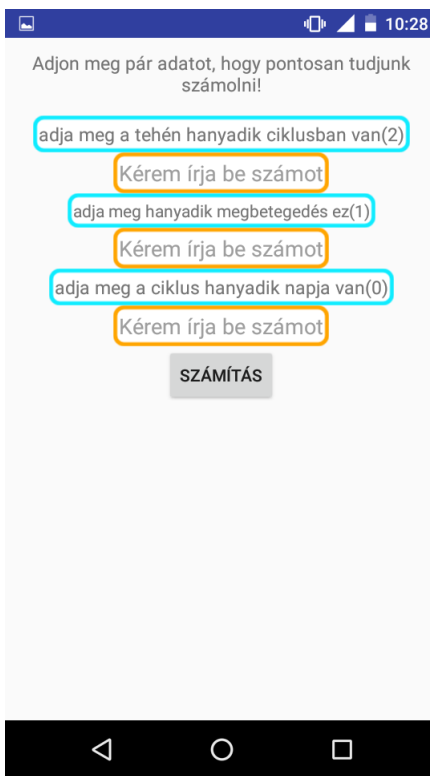 10:28
Adjon meg pár adatot, hogy pontosan tudjunk
számolni!
adja meg a tehén hanyadik ciklusban van(2)
Kérem írja be számot
adja meg hanyadik megbetegedés ez(1)
Kérem írja be számot
adja meg a ciklus hanyadik napja van(0)
Kérem írja be számot
SZÁMÍTÁS